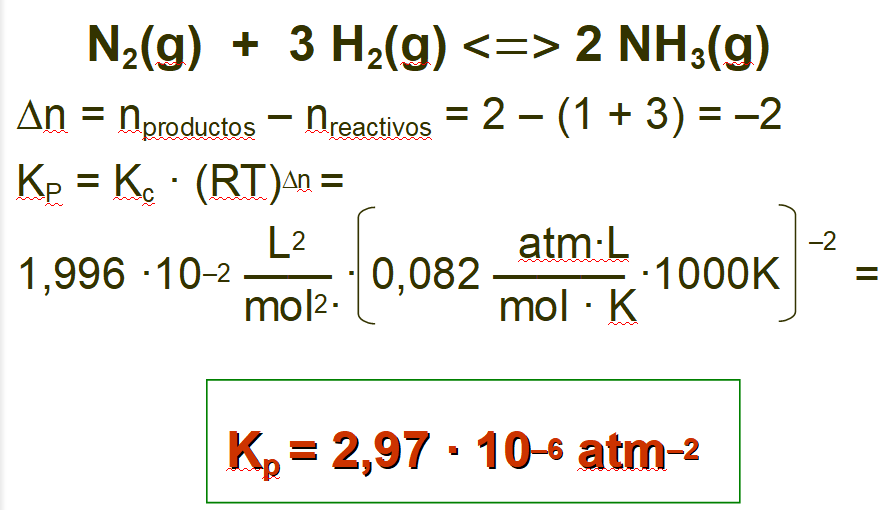 N₂(g) + 3 H₂(g) <=> 2 NH₃(g)
Δn = nproductos – nreactivos = 2 – (1 + 3) = –2
KP = Kc · (RT)Δn =
L2 atm·L –2
1,996 ·10–2 · 0,082 ·1000K =
mol2· mol · K
Kp = 2,97 · 10–6 atm–2